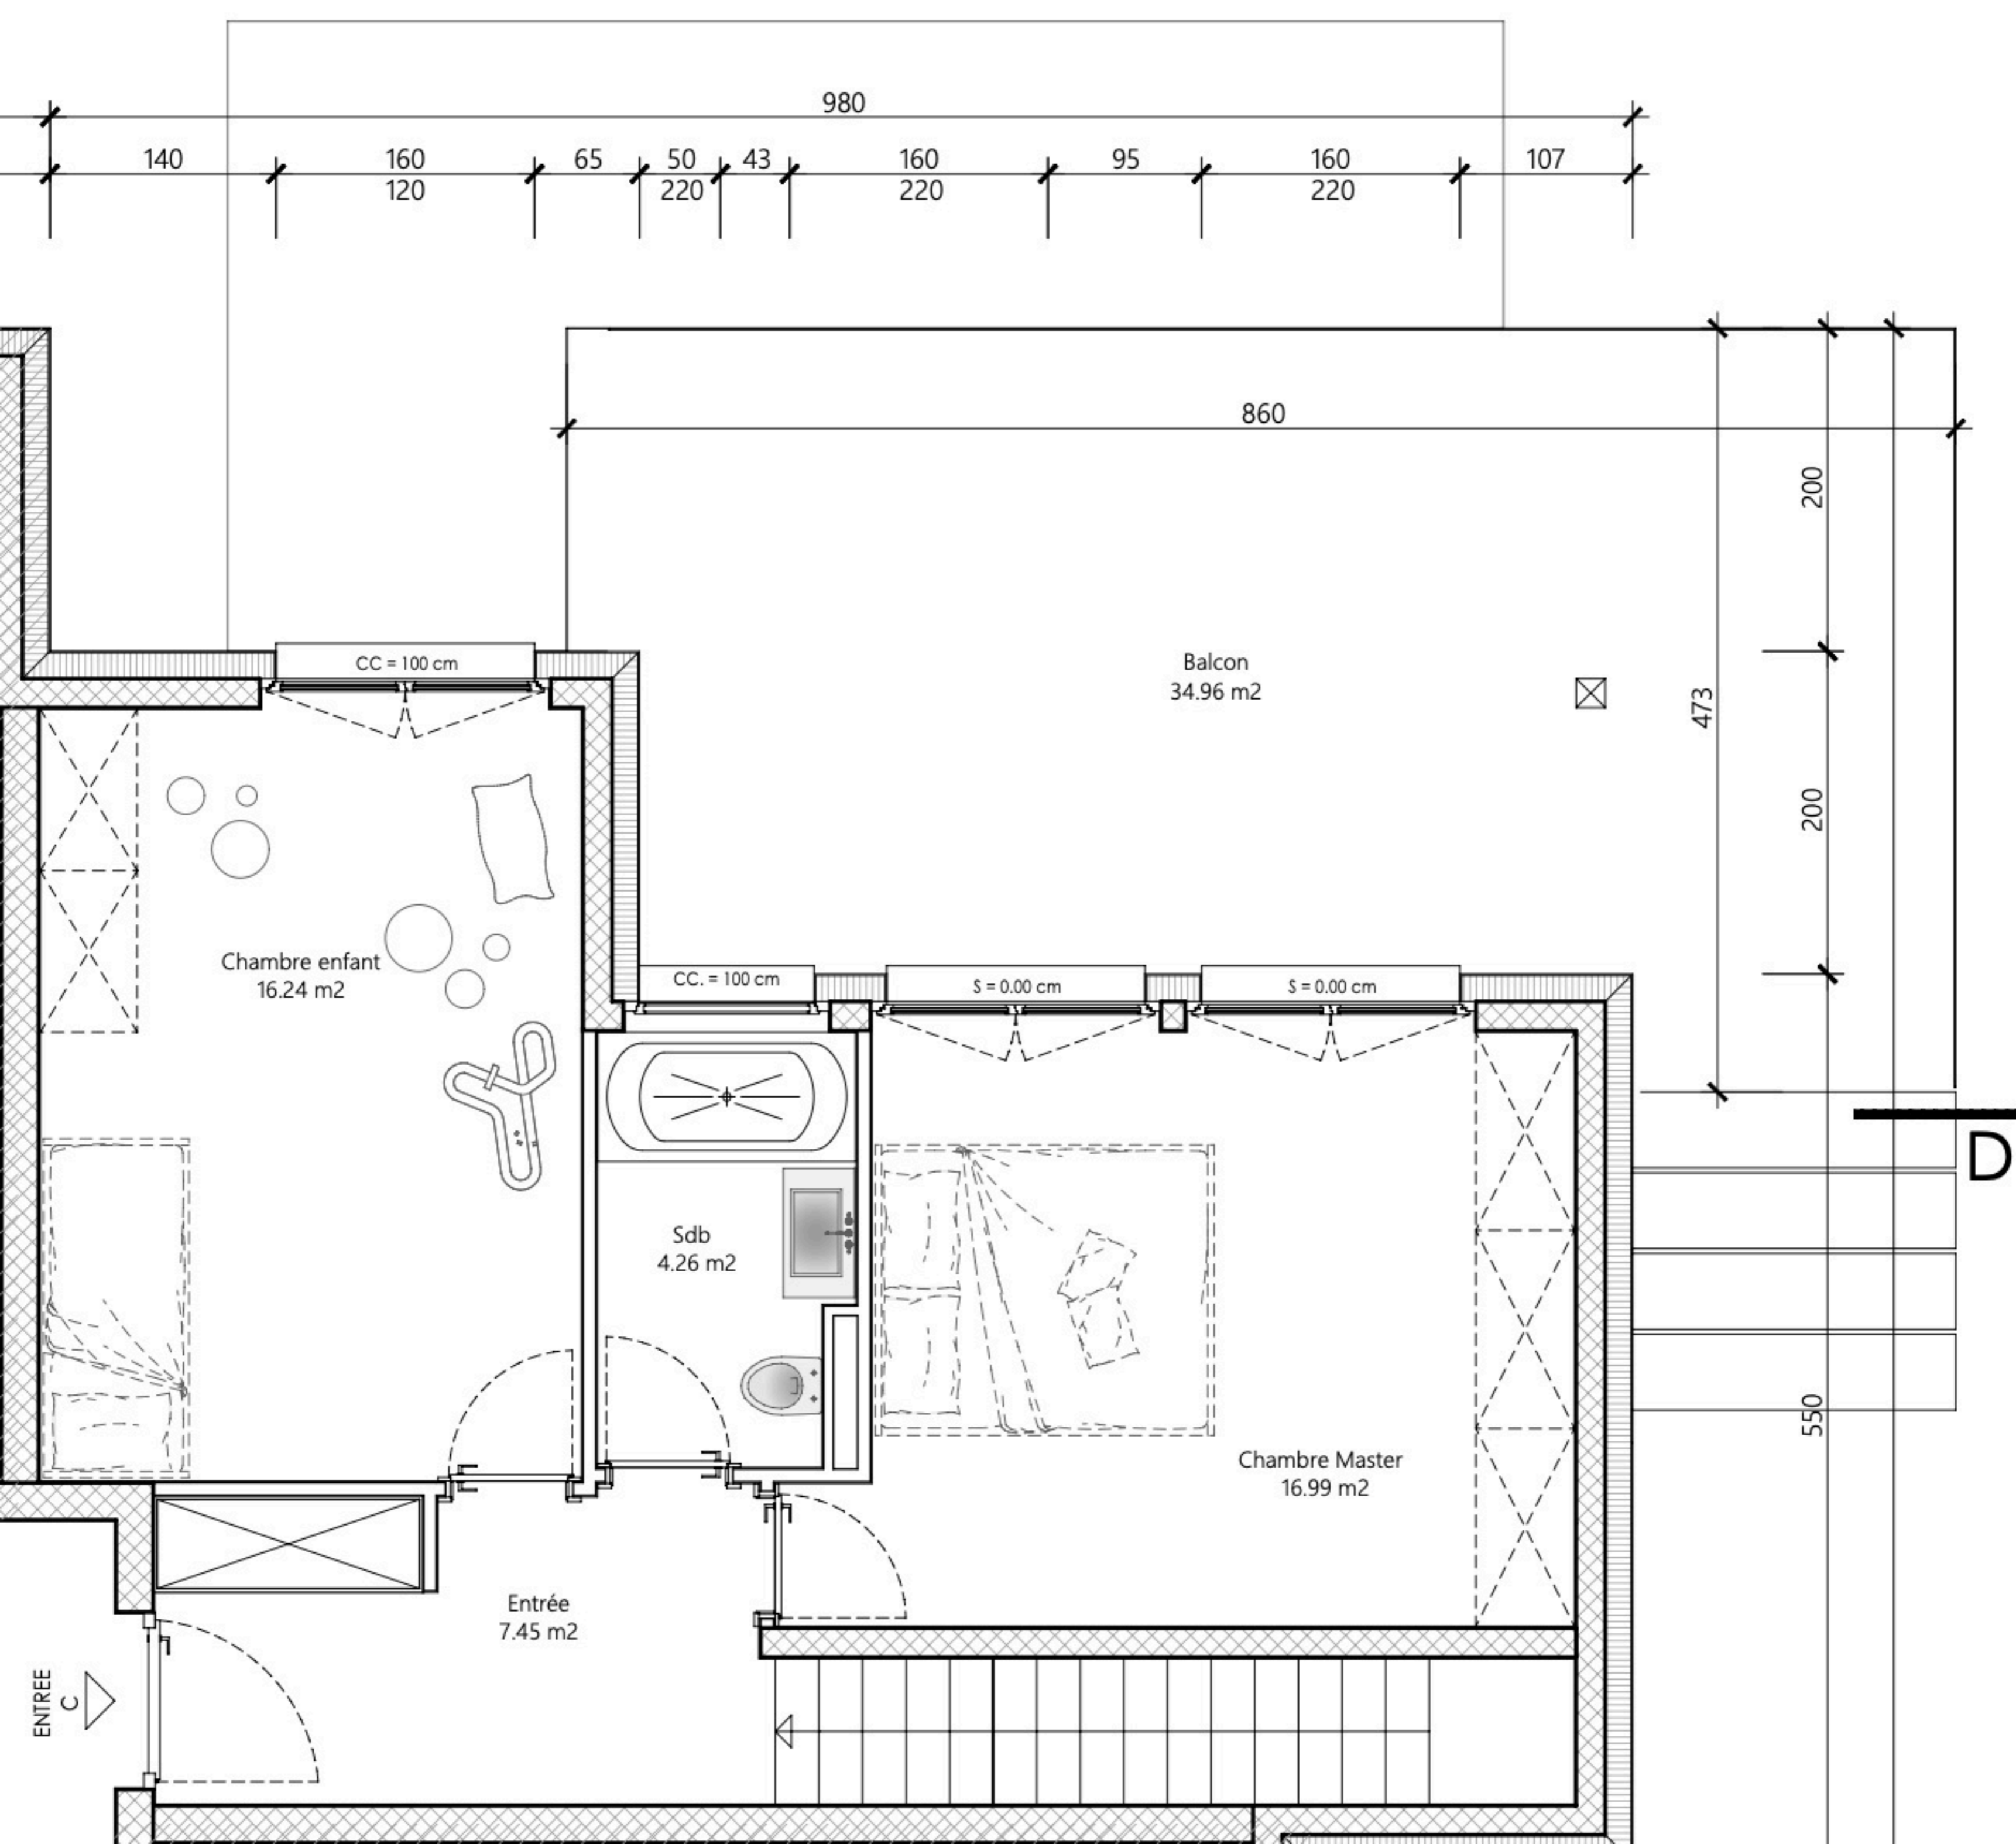 980
140 160 65 50 43 160 95 160 107
120 220 220 220
860
200
CC = 100 cm
Balcon
34.96 m2
473
200
Chambre enfant
16.24 m2
CC. = 100 cm
S = 0.00 cm
S = 0.00 cm
D
Sdb
4.26 m2
550
Chambre Master
16.99 m2
Entrée
7.45 m2
ENTREE
C